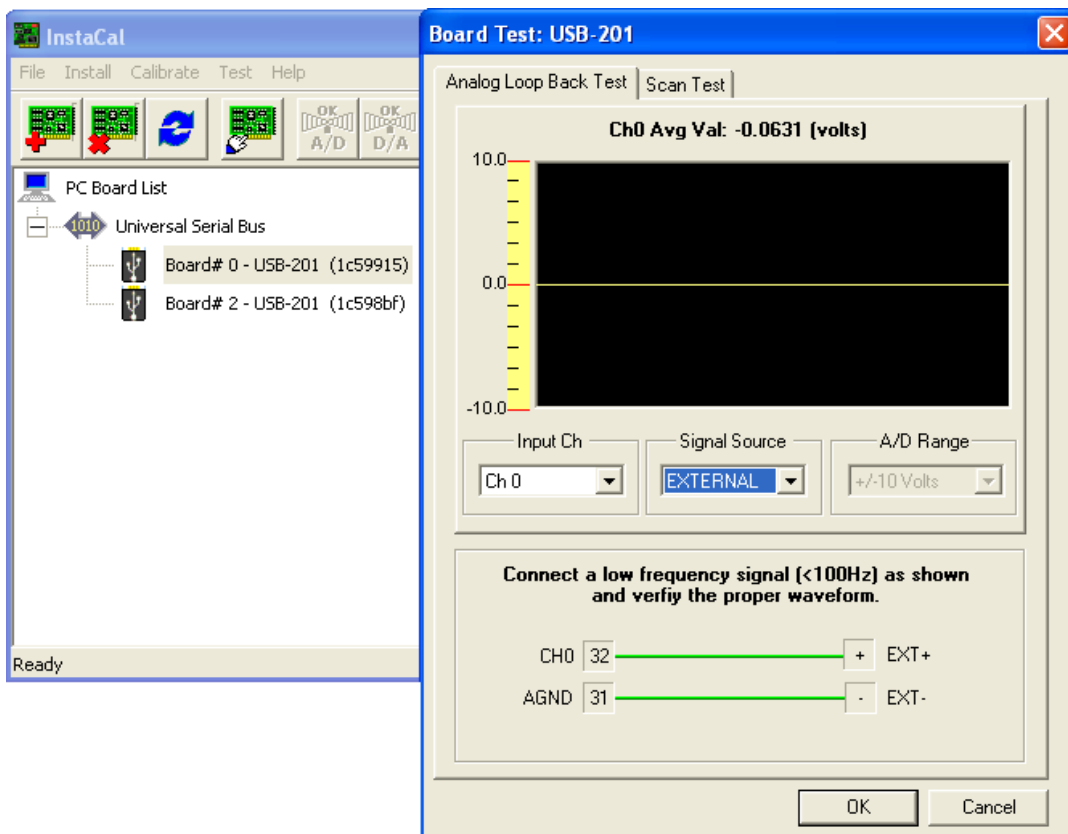 InstaCal
File Install Calibrate Test Help
OK A/D
OK D/A
PC Board List
1010 Universal Serial Bus
Board# 0 - USB-201 (1c59915)
Board# 2 - USB-201 (1c598bf)
Ready
Board Test: USB-201
Analog Loop Back Test Scan Test
Ch0 Avg Val: -0.0631 (volts)
10.0
0.0
-10.0
Input Ch Signal Source A/D Range
Ch 0 EXTERNAL +/-10 Volts
Connect a low frequency signal (<100Hz) as shown
and verfiy the proper waveform.
CH0 32 + EXT+
AGND 31 - EXT-
OK Cancel